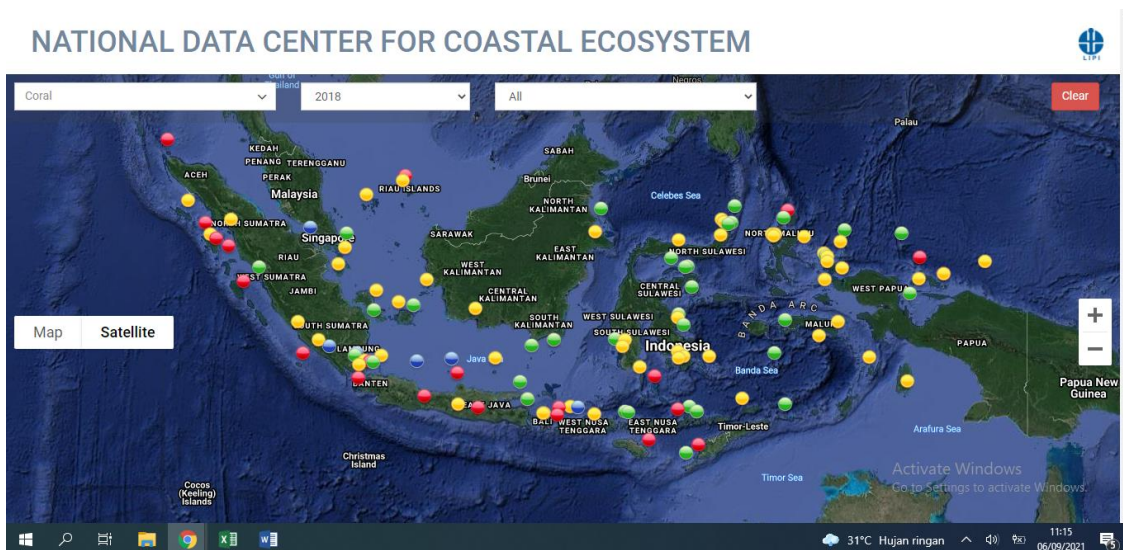 NATIONAL DATA CENTER FOR COASTAL ECOSYSTEM
LIPI
Coral
2018
All
Clear
Gulf of
Thailand
Negros
Palau
KEDAH
PENANG TERENGGANU
ACEH
PERAK
Malaysia
RIAU ISLANDS
SABAH
Brunei
NORTH
KALIMANTAN
Celebes Sea
NORTH SUMATRA
Singapore
SARAWAK
RIAU
EAST
KALIMANTAN
NORTH SULAWESI
WEST SUMATRA
WEST
KALIMANTAN
JAMBI
CENTRAL
KALIMANTAN
CENTRAL
SULAWESI
WEST PAPUA
BANDA ARC
Map
Satellite
SOUTH SUMATRA
SOUTH
KALIMANTAN
WEST SULAWESI
SOUTH SULAWESI
Indonesia
PAPUA
+
−
Java
Banda Sea
BANTEN
Papua New
Guinea
EAST JAVA
BALI WEST NUSA
TENGGARA
EAST NUSA
TENGGARA
Timor-Leste
Arafura Sea
Christmas
Island
Cocos
(Keeling)
Islands
Timor Sea
Activate Windows
Go to Settings to activate Windows.
31°C Hujan ringan
11:15
06/09/2021
5